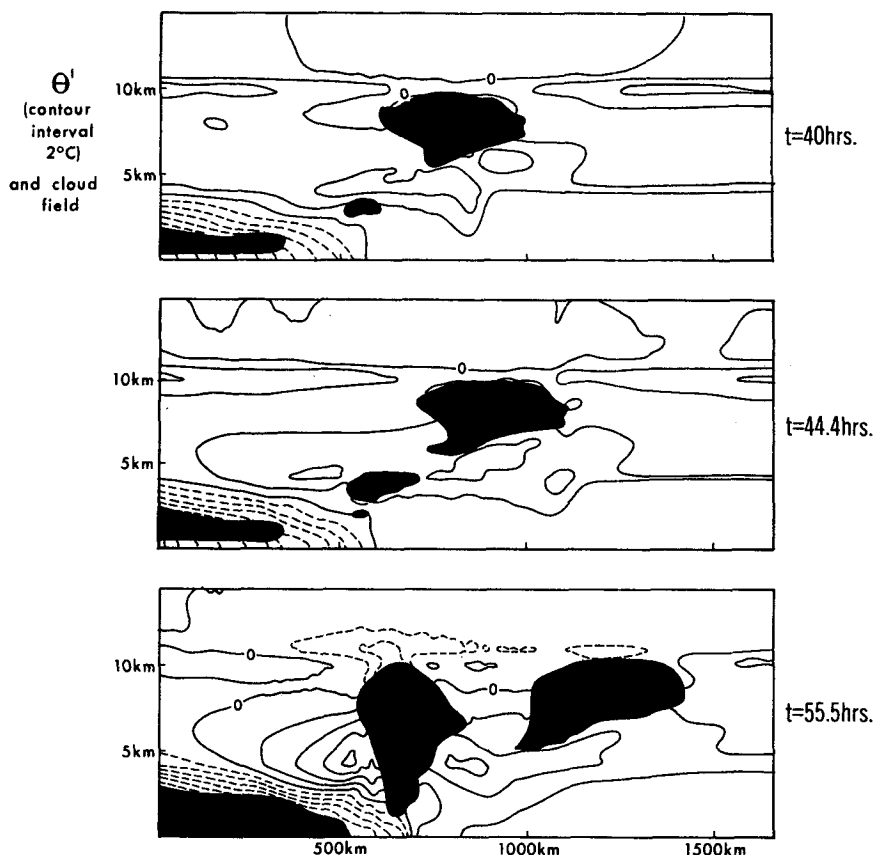 Θ'
(contour
interval
2°C)
and cloud
field
10km
5km
0
0
t=40hrs.
10km
5km
0
t=44.4hrs.
10km
5km
0
0
0
t=55.5hrs.
500km
1000km
1500km